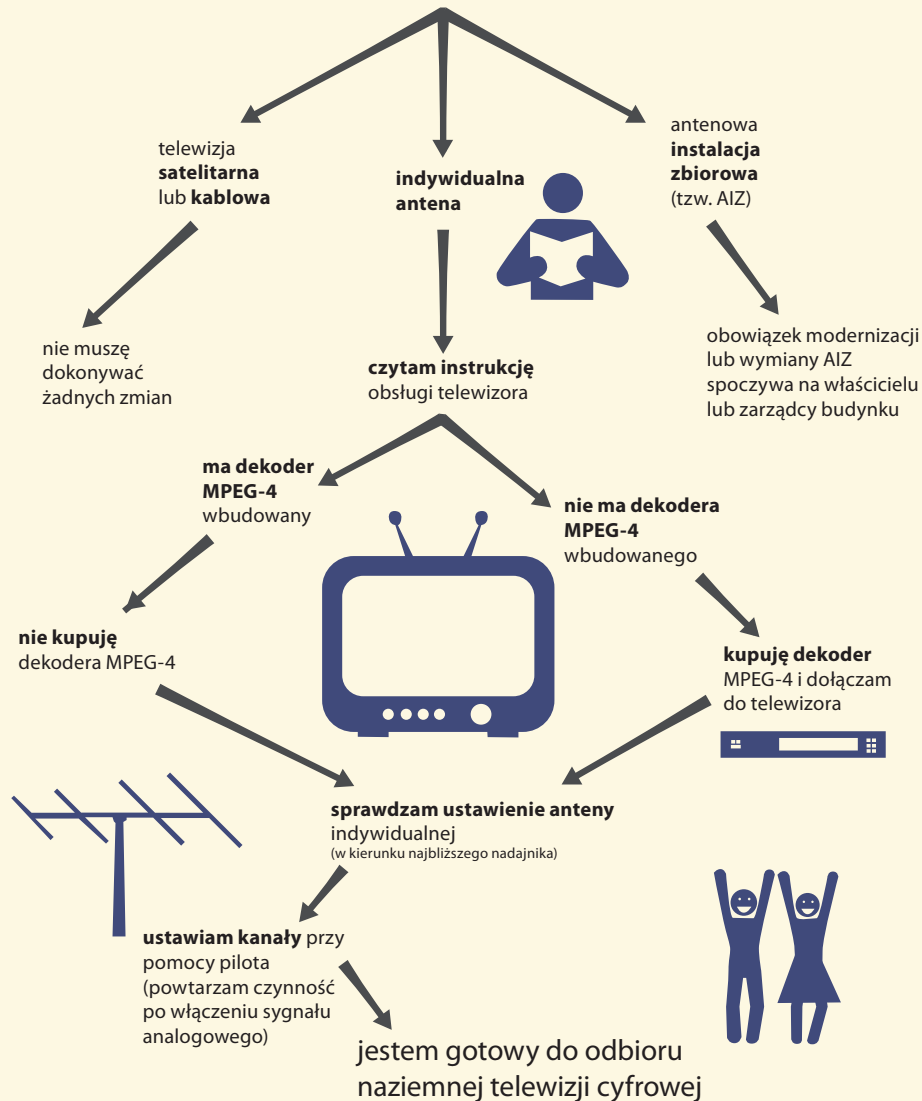 telewizja
satelitarna
lub kablowa
indywidualna
antena
antenowa
instalacja
zbiorowa
(tzw. AIZ)
nie muszę
dokonywać
żadnych zmian
czytam instrukcję
obsługi telewizora
obowiązek modernizacji
lub wymiany AIZ
spoczywa na właścicielu
lub zarządcy budynku
ma dekoder
MPEG-4
wbudowany
nie ma dekodera
MPEG-4
wbudowanego
nie kupuję
dekodera MPEG-4
kupuję dekoder
MPEG-4 i dołączam
do telewizora
sprawdzam ustawienie anteny
indywidualnej
(w kierunku najbliższego nadajnika)
ustawiam kanały przy
pomocy pilota
(powtarzam czynność
po włączeniu sygnału
analogowego)
jestem gotowy do odbioru
naziemnej telewizji cyfrowej